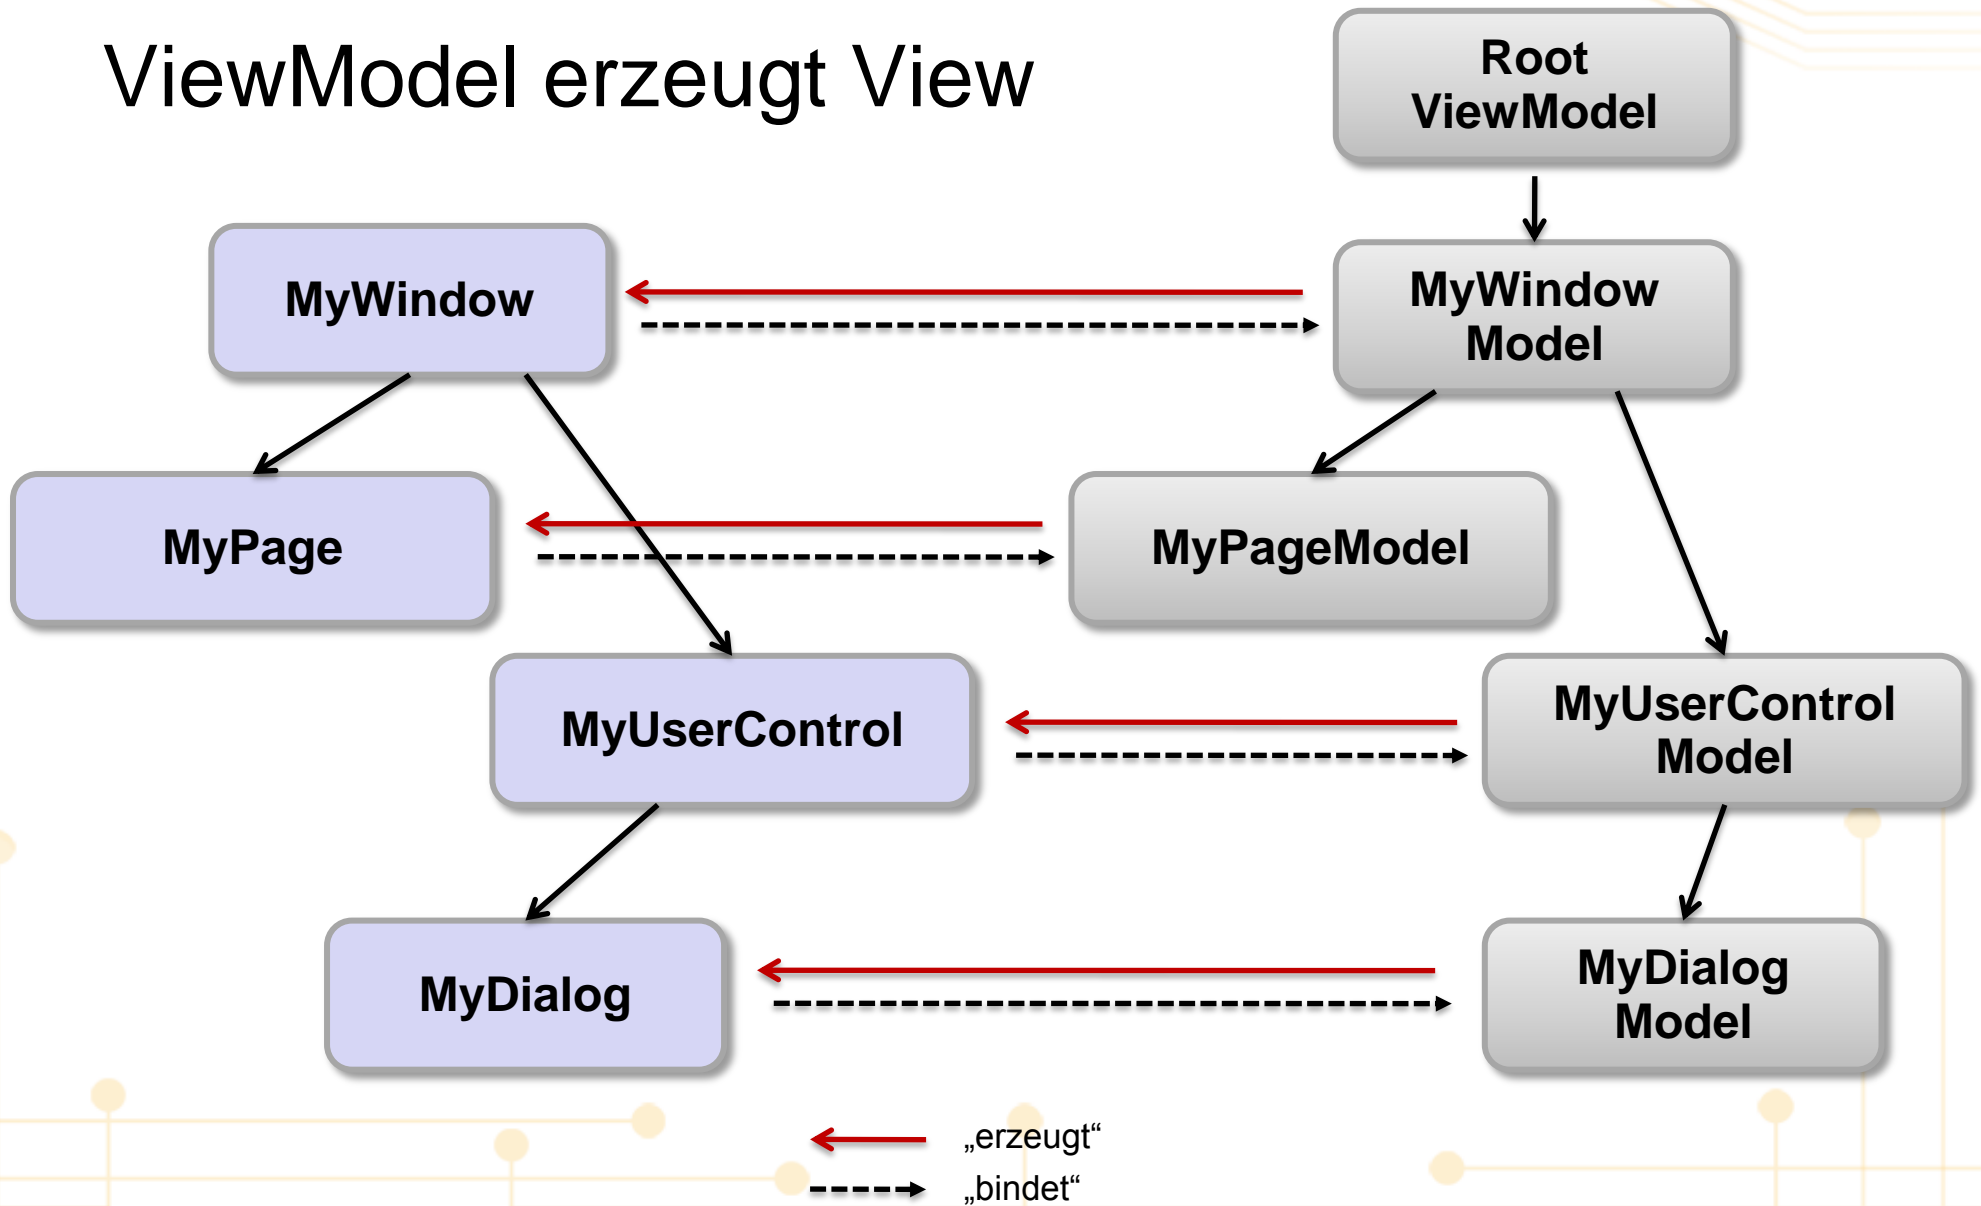 ViewModel erzeugt View
Root
ViewModel
MyWindow
MyWindow
Model
MyPage
MyPageModel
MyUserControl
MyUserControl
Model
MyDialog
MyDialog
Model
„erzeugt“
„bindet“